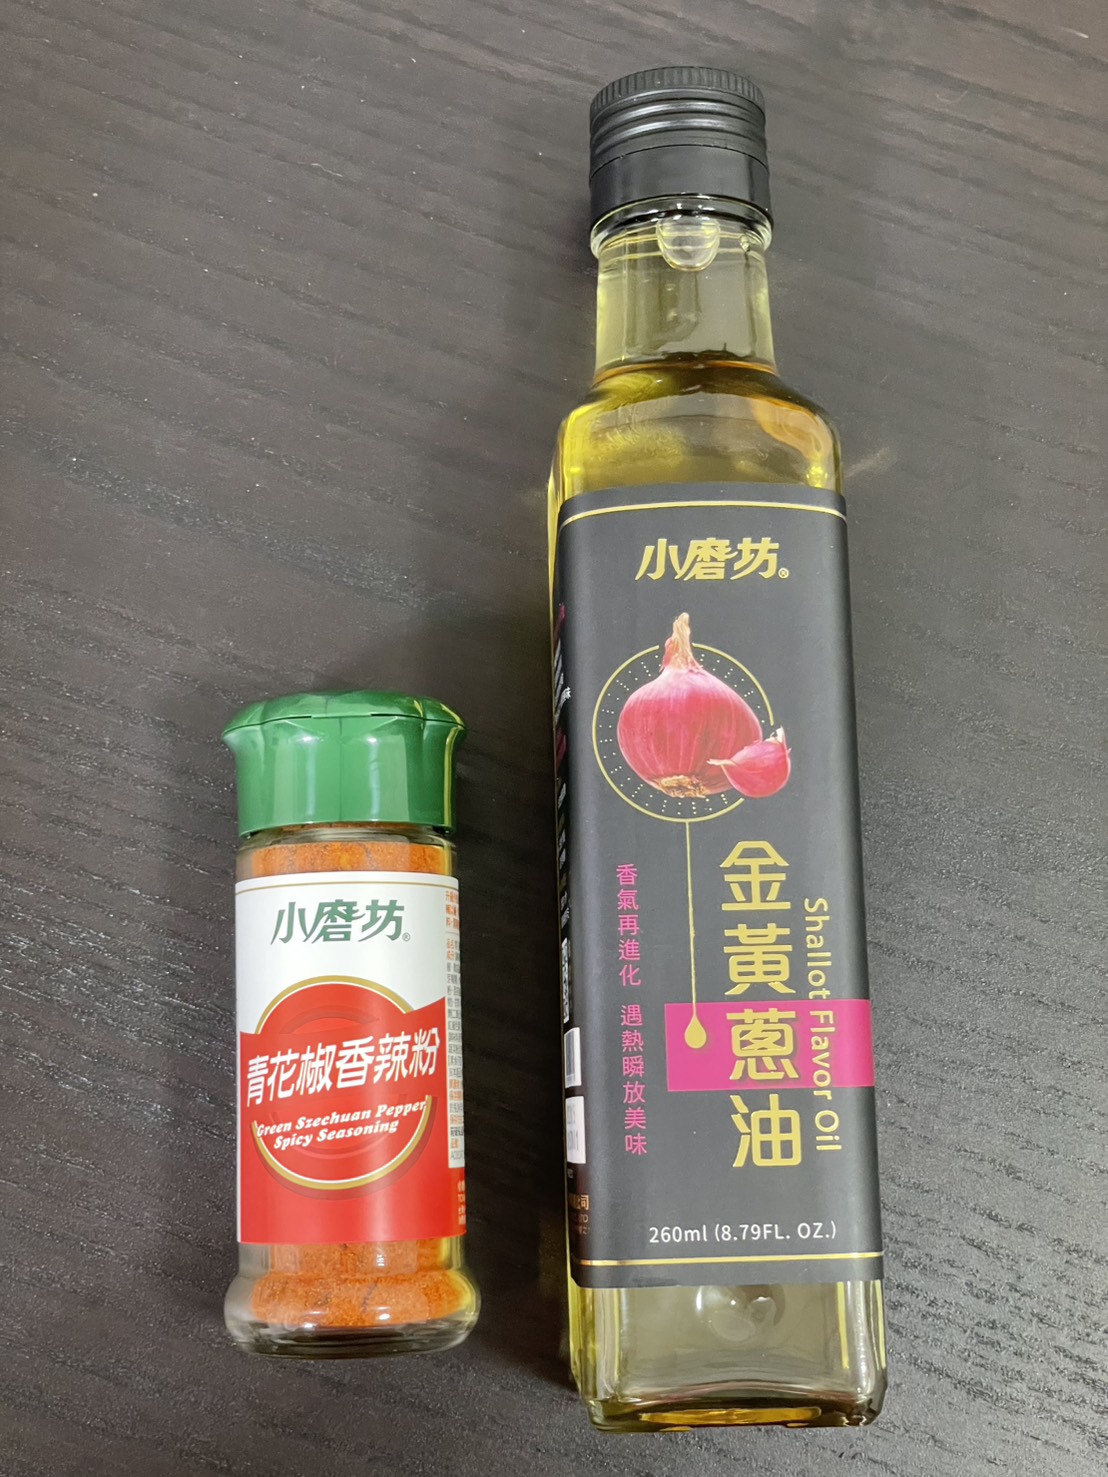 小磨坊®
青花椒香辣粉
Green Szechuan Pepper
Spicy Seasoning
小磨坊®
金黃蔥油
Shallot Flavor Oil
香氣再進化 遇熱瞬放美味
260ml (8.79FL. OZ.)